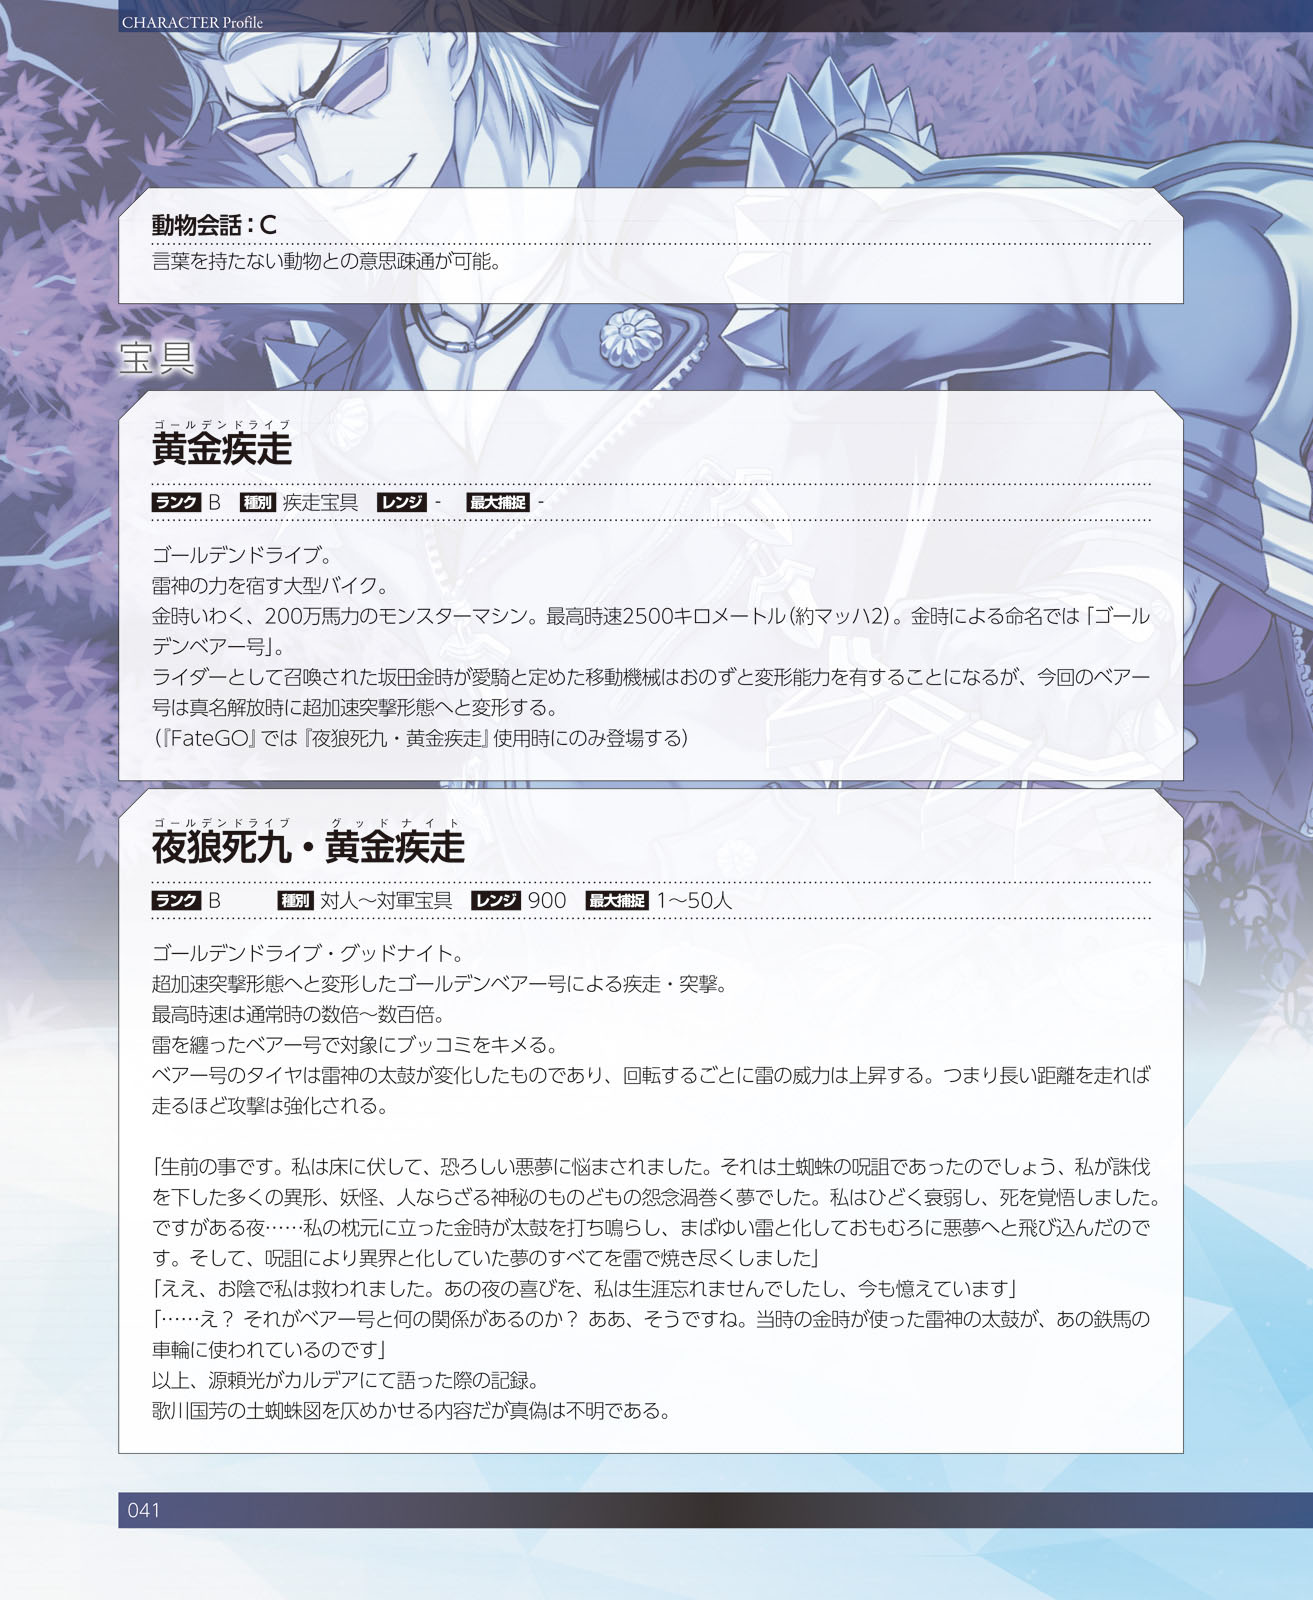 CHARACTER Profile
動物会話：C
言葉を持たない動物との意思疎通が可能。
宝具
ゴールデンドライブ
黄金疾走
ランク B 種別 疾走宝具 レンジ - 最大捕捉 -
ゴールデンドライブ。
雷神の力を宿す大型バイク。
金時いわく、200万馬力のモンスターマシン。最高時速2500キロメートル（約マッハ2）。金時による命名では「ゴール
デンベアー号」。
ライダーとして召喚された坂田金時が愛騎と定めた移動機械はおのずと変形能力を有することになるが、今回のベアー
号は真名解放時に超加速突撃形態へと変形する。
（『FateGO』では『夜狼死九・黄金疾走』使用時にのみ登場する）
ゴールデンドライブ グッドナイト
夜狼死九・黄金疾走
ランク B 種別 対人～対軍宝具 レンジ 900 最大捕捉 1～50人
ゴールデンドライブ・グッドナイト。
超加速突撃形態へと変形したゴールデンベアー号による疾走・突撃。
最高時速は通常時の数倍～数百倍。
雷を纏ったベアー号で対象にブッコミをキメる。
ベアー号のタイヤは雷神の太鼓が変化したものであり、回転するごとに雷の威力は上昇する。つまり長い距離を走れば
走るほど攻撃は強化される。
「生前の事です。私は床に伏して、恐ろしい悪夢に悩まされました。それは土蜘蛛の呪詛であったのでしょう、私が誅伐
を下した多くの異形、妖怪、人ならざる神秘のものどもの怨念渦巻く夢でした。私はひどく衰弱し、死を覚悟しました。
ですがある夜……私の枕元に立った金時が太鼓を打ち鳴らし、まばゆい雷と化しておもむろに悪夢へと飛び込んだので
す。そして、呪詛により異界と化していた夢のすべてを雷で焼き尽くしました」
「ええ、お陰で私は救われました。あの夜の喜びを、私は生涯忘れませんでしたし、今も憶えています」
「……え？ それがベアー号と何の関係があるのか？ ああ、そうですね。当時の金時が使った雷神の太鼓が、あの鉄馬の
車輪に使われているのです」
以上、源頼光がカルデアにて語った際の記録。
歌川国芳の土蜘蛛図を仄めかせる内容だが真偽は不明である。
041